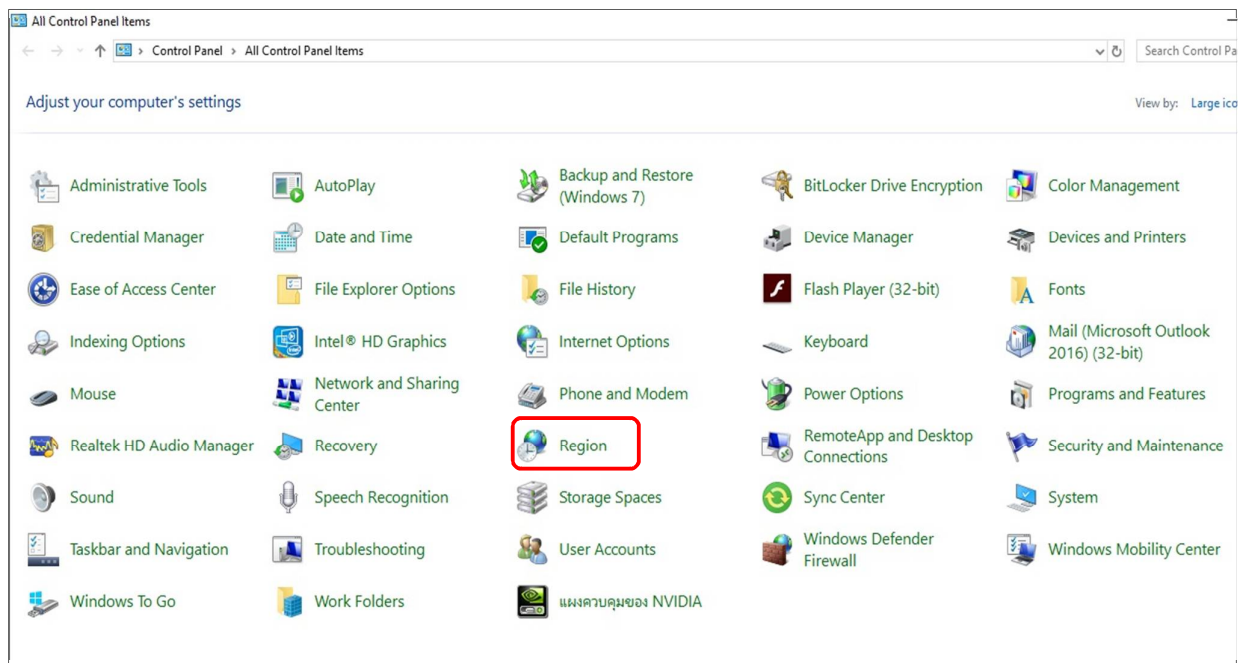 All Control Panel Items
Control Panel > All Control Panel Items
Search Control Pa
Adjust your computer's settings
View by: Large ico
Administrative Tools
AutoPlay
Backup and Restore
(Windows 7)
BitLocker Drive Encryption
Color Management
Credential Manager
Date and Time
Default Programs
Device Manager
Devices and Printers
Ease of Access Center
File Explorer Options
File History
Flash Player (32-bit)
Fonts
Indexing Options
Intel® HD Graphics
Internet Options
Keyboard
Mail (Microsoft Outlook
2016) (32-bit)
Mouse
Network and Sharing
Center
Phone and Modem
Power Options
Programs and Features
Realtek HD Audio Manager
Recovery
Region
RemoteApp and Desktop
Connections
Security and Maintenance
Sound
Speech Recognition
Storage Spaces
Sync Center
System
Taskbar and Navigation
Troubleshooting
User Accounts
Windows Defender
Firewall
Windows Mobility Center
Windows To Go
Work Folders
แผงควบคุมของ NVIDIA